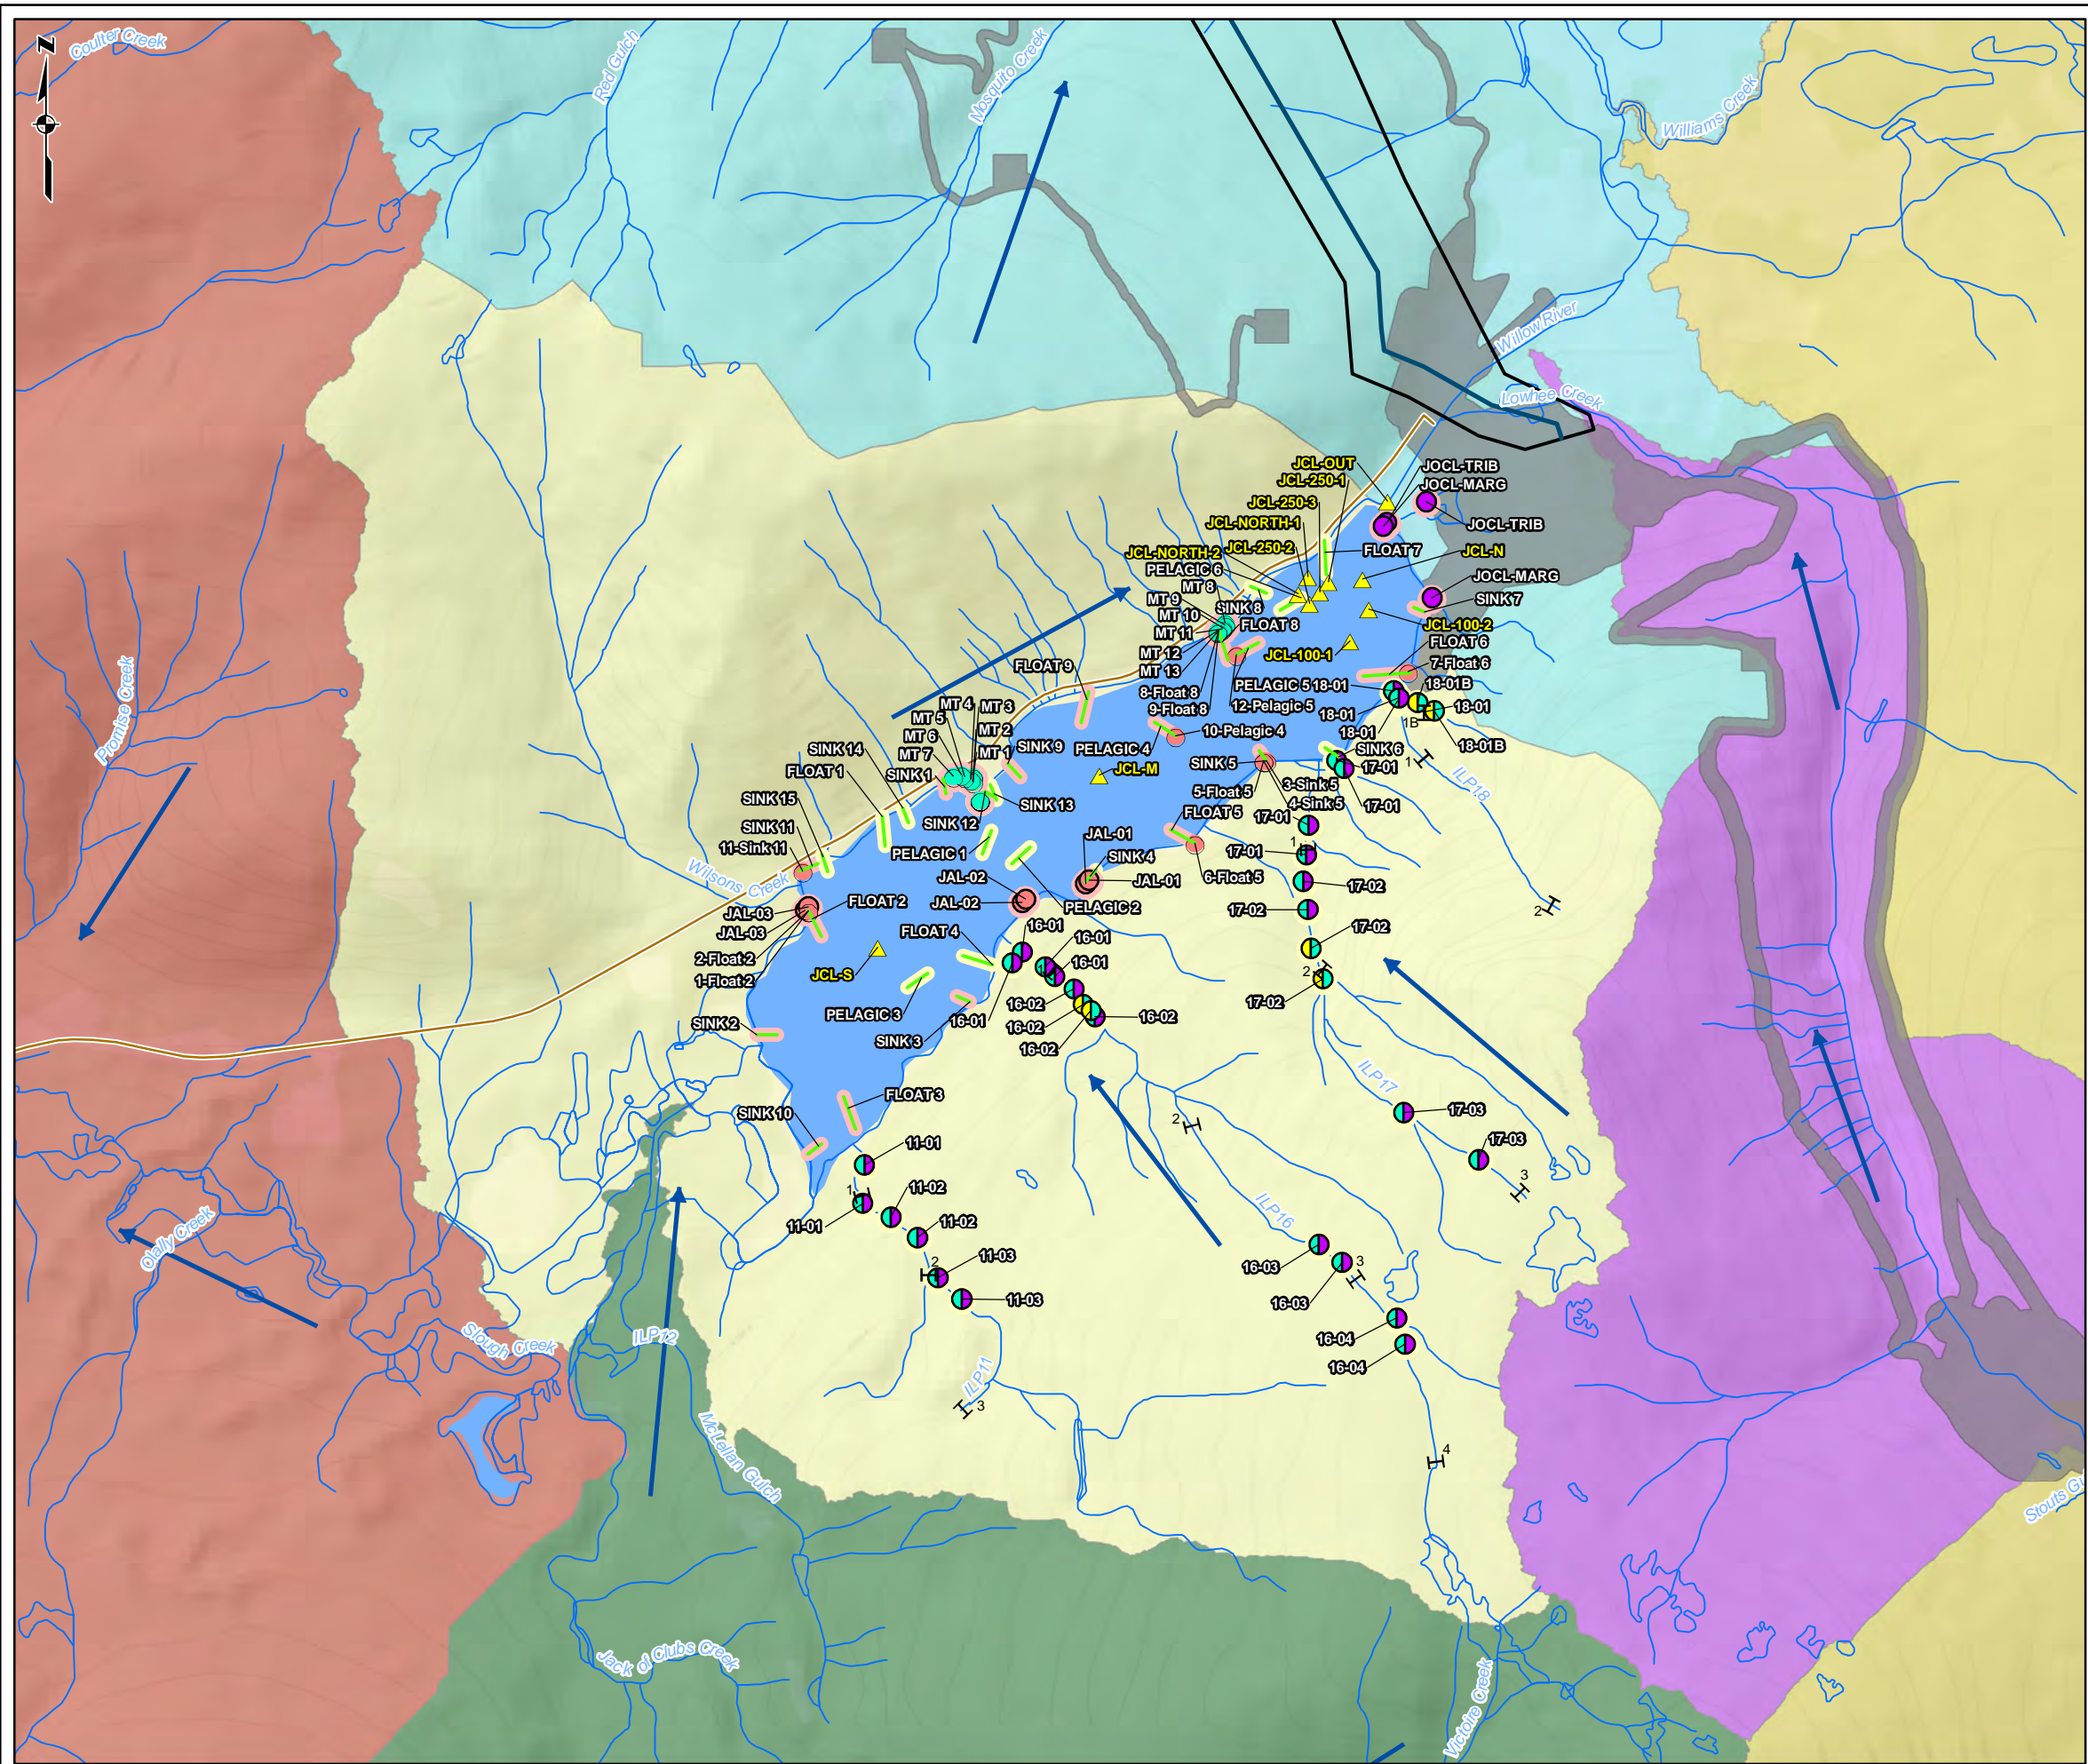 N
Coulter Creek
Red Gulch
Mosquito Creek
Williams Creek
Willow River
Lowhee Creek
JCL-OUT
JOCL-TRIB
JCL-250-1
JOCL-MARG
JCL-250-3
JCL-NORTH-1
JOCL-TRIB
JCL-NORTH-2
JCL-250-2
FLOAT 7
JCL-N
PELAGIC 6
MT 8
JOCL-MARG
MT 9
SINK 8
SINK 7
MT 10
MT 11
FLOAT 8
JCL-100-2
MT 12
JCL-100-1
FLOAT 6
FLOAT 9
MT 13
7-Float 6
8-Float 8
PELAGIC 5
18-01
18-01B
9-Float 8
12-Pelagic 5
18-01
18-01
MT 4
MT 3
MT 5
MT 2
MT 6
MT 1
MT 7
10-Pelagic 4
18-01
1B
18-01B
SINK 14
SINK 9
PELAGIC 4
SINK 6
1
FLOAT 1
SINK 1
JCL-M
SINK 5
17-01
ILP18
3-Sink 5
5-Float 5
SINK 15
SINK 13
4-Sink 5
17-01
SINK 11
SINK 12
FLOAT 5
17-01
11-Sink 11
PELAGIC 1
JAL-01
1
17-01
Wilsons Creek
SINK 4
JAL-02
JAL-01
6-Float 5
17-02
JAL-02
PELAGIC 2
17-02
2
JAL-03
FLOAT 2
JAL-03
FLOAT 4
16-01
16-01
17-02
2-Float 2
16-01
1
1-Float 2
JCL-S
2
17-02
PELAGIC 3
16-01
16-02
16-02
16-02
SINK 2
SINK 3
16-02
Promise Creek
ILP17
FLOAT 3
SINK 10
2
17-03
11-01
17-03
3
11-02
1
11-01
11-02
ILP16
Olally Creek
11-03
2
16-03
3
11-03
16-03
Slough Creek
ILP12
16-04
16-04
ILP11
3
4
McLellan Gulch
Jack of Clubs Creek
Victoire Creek